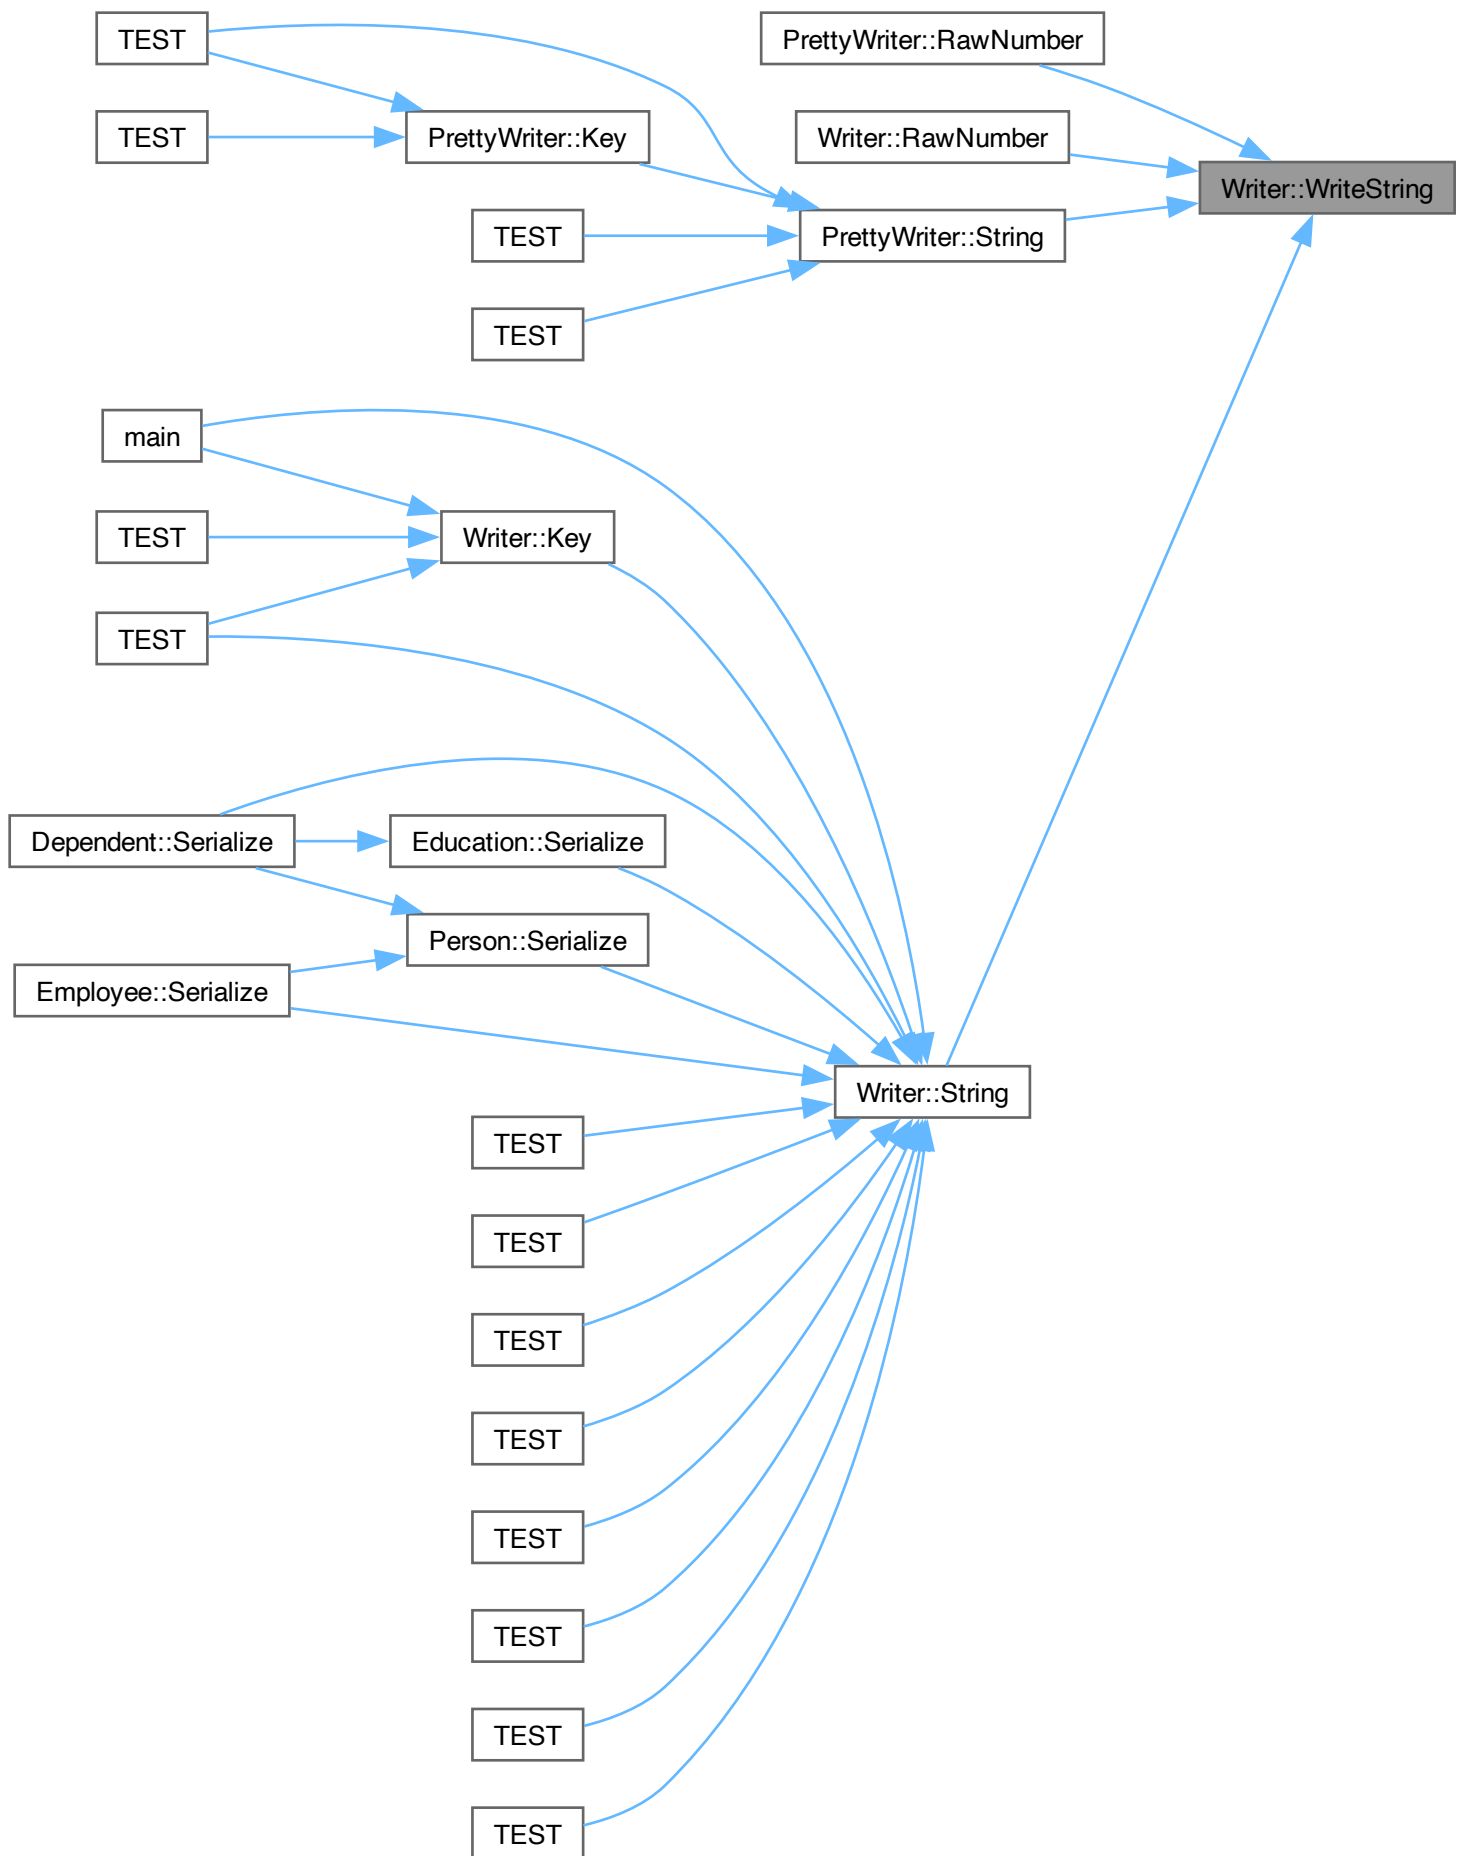 TEST
PrettyWriter::RawNumber
TEST
PrettyWriter::Key
Writer::RawNumber
Writer::WriteString
TEST
PrettyWriter::String
TEST
main
TEST
Writer::Key
TEST
Dependent::Serialize
Education::Serialize
Person::Serialize
Employee::Serialize
Writer::String
TEST
TEST
TEST
TEST
TEST
TEST
TEST
TEST